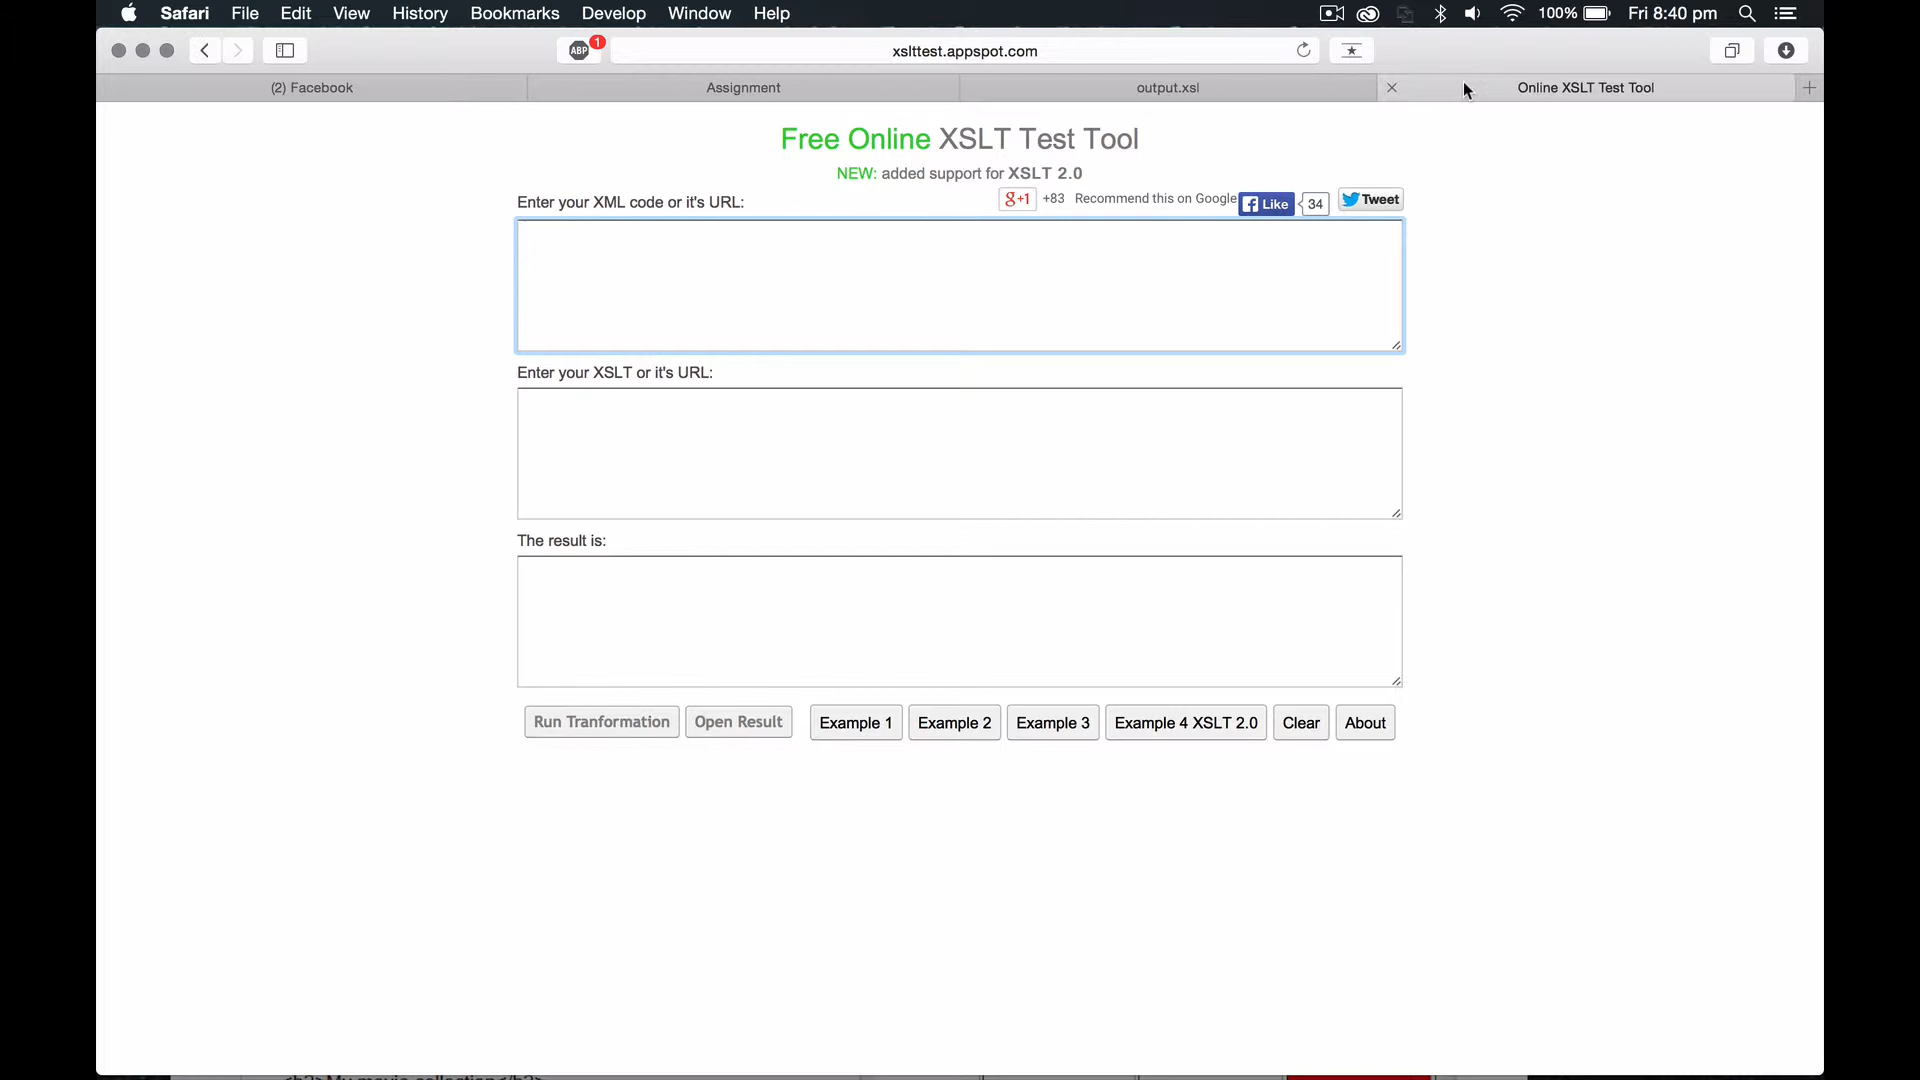 Safari File Edit View History Bookmarks Develop Window Help 100% Fri 8:40 pm
ABP 1 xslttest.appspot.com
(2) Facebook Assignment output.xsl Online XSLT Test Tool
Free Online XSLT Test Tool
NEW: added support for XSLT 2.0
Enter your XML code or it's URL: g+1 +83 Recommend this on Google Like 34 Tweet
Enter your XSLT or it's URL:
The result is:
Run Tranformation Open Result Example 1 Example 2 Example 3 Example 4 XSLT 2.0 Clear About